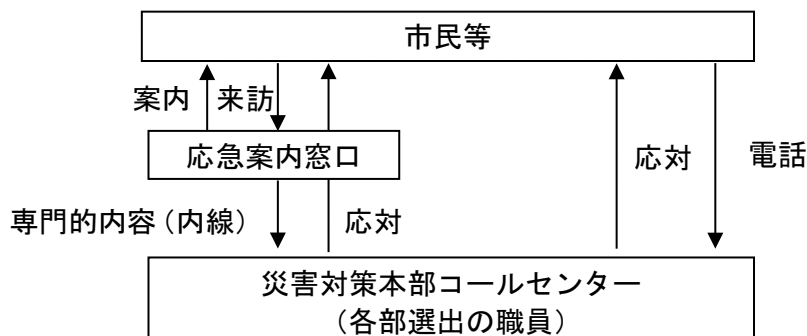 市民等
案内
来訪
応急案内窓口
応対
電話
専門的内容（内線）
応対
災害対策本部コールセンター
（各部選出の職員）